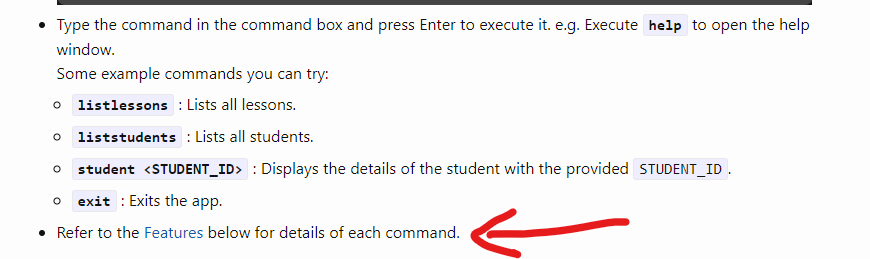 Type the command in the command box and press Enter to execute it. e.g. Execute help to open the help
window.
Some example commands you can try:
listlessons : Lists all lessons.
liststudents : Lists all students.
student <STUDENT_ID> : Displays the details of the student with the provided STUDENT_ID.
exit : Exits the app.
Refer to the Features below for details of each command.